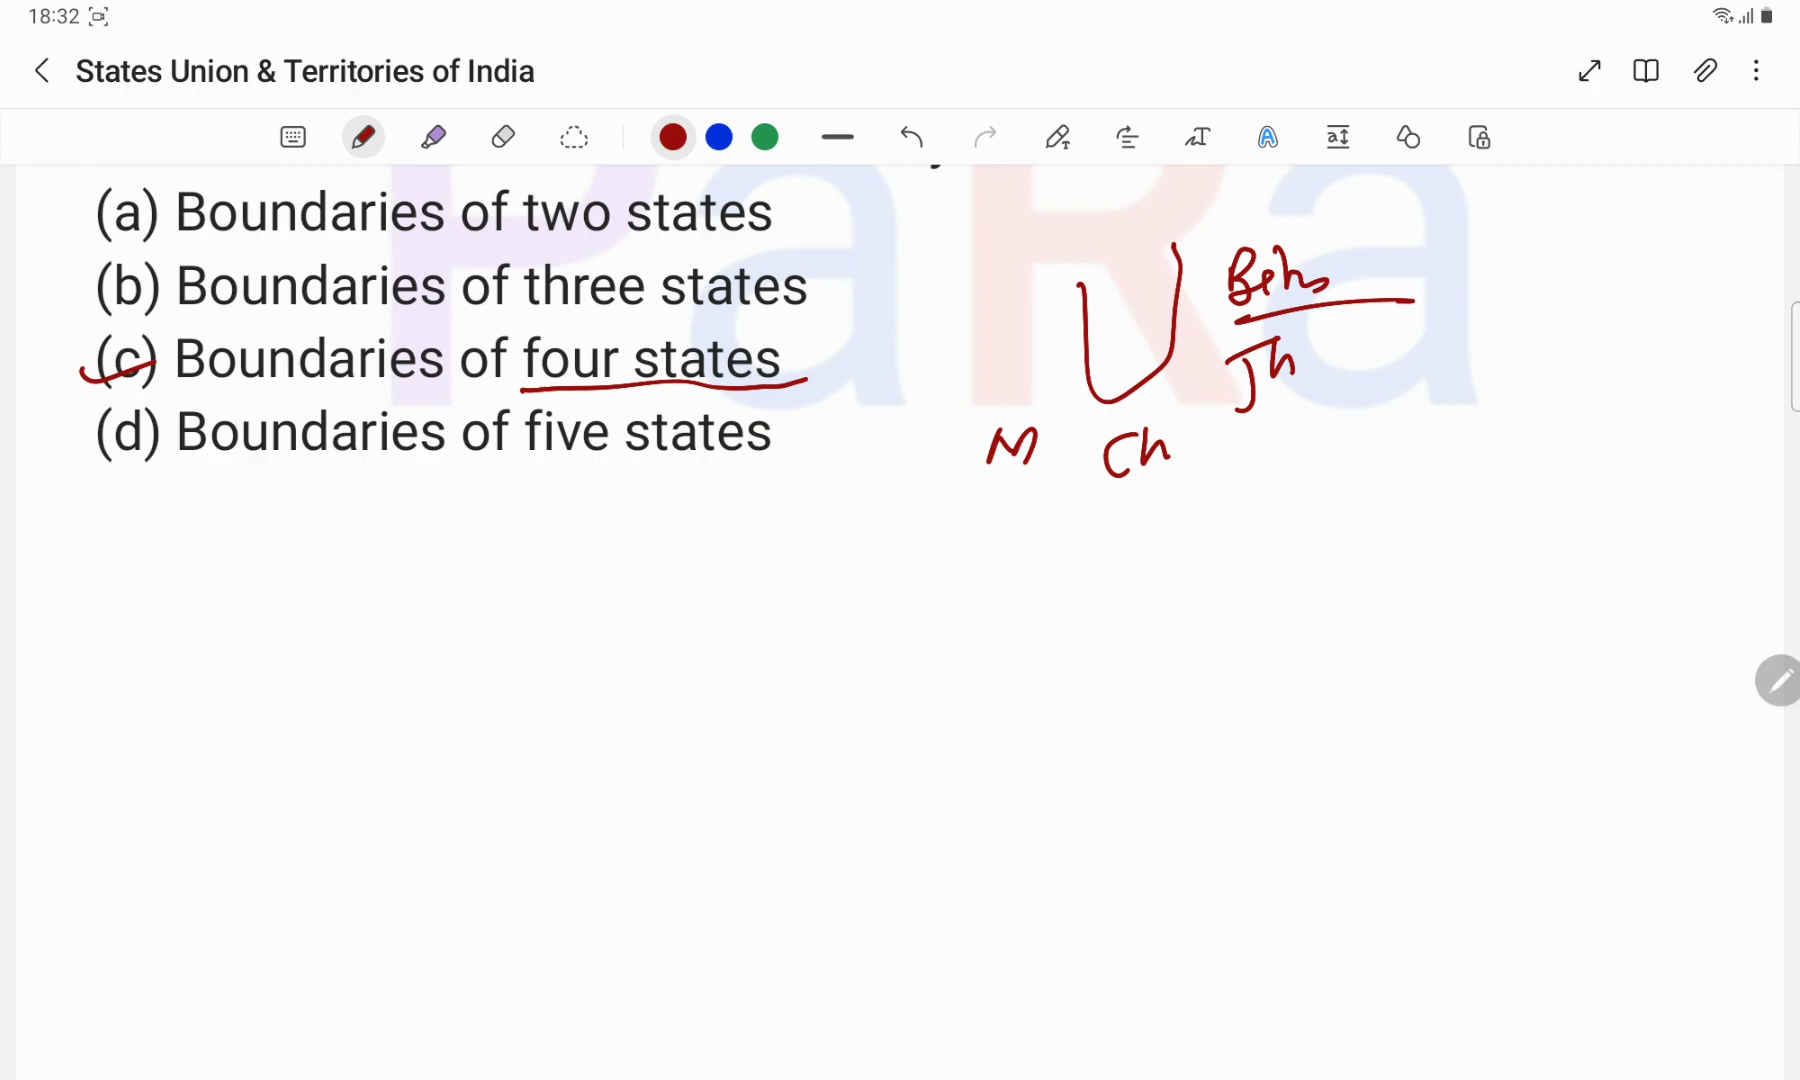 18:32
States Union & Territories of India
(a) Boundaries of two states
(b) Boundaries of three states
(c) Boundaries of four states
(d) Boundaries of five states
Jh
M Ch
PaRa